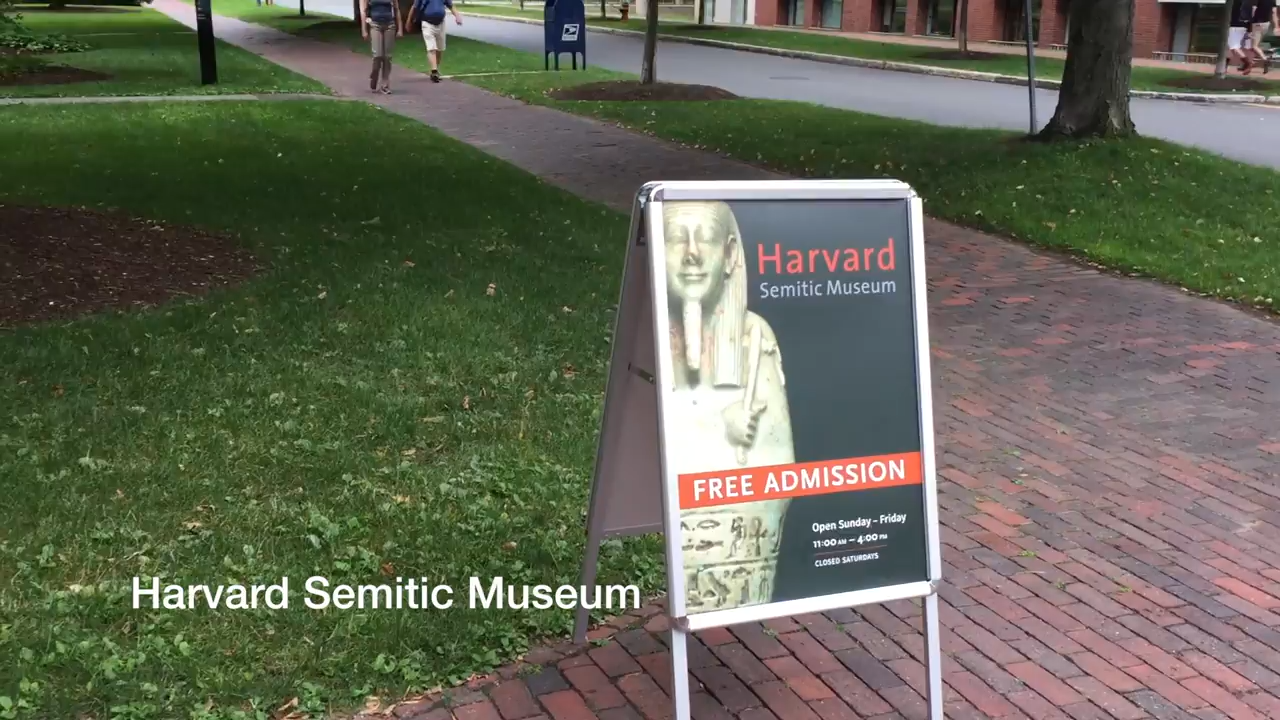 Harvard
Semitic Museum
FREE ADMISSION
Open Sunday – Friday
11:00 AM – 4:00 PM
CLOSED SATURDAYS
Harvard Semitic Museum